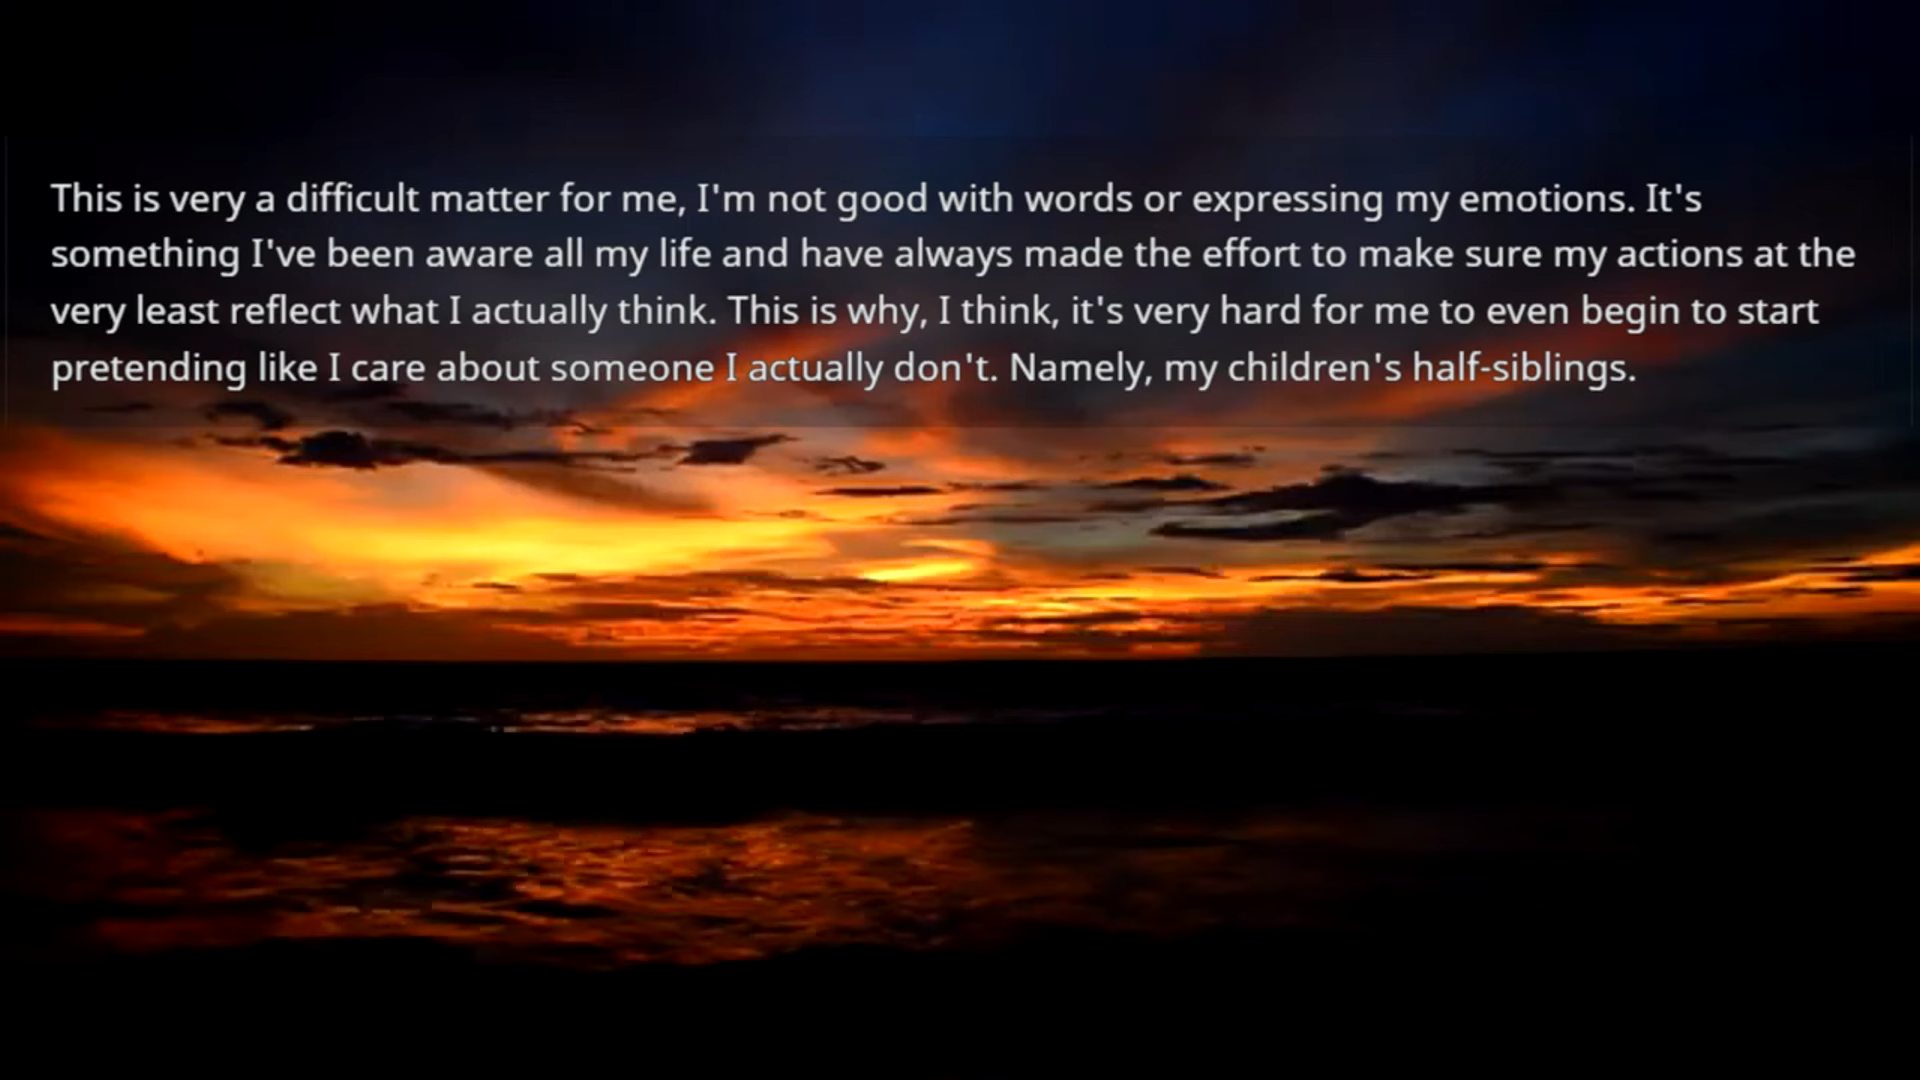 This is very a difficult matter for me, I'm not good with words or expressing my emotions. It's
something I've been aware all my life and have always made the effort to make sure my actions at the
very least reflect what I actually think. This is why, I think, it's very hard for me to even begin to start
pretending like I care about someone I actually don't. Namely, my children's half-siblings.